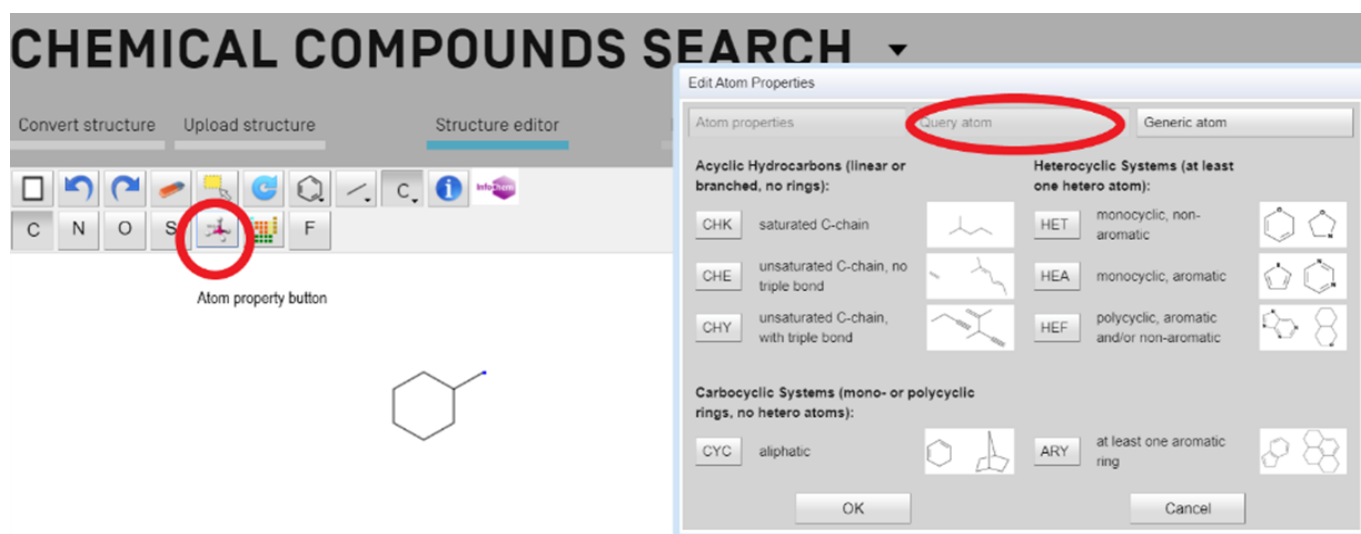 CHEMICAL COMPOUNDS SEARCH
Convert structure
Upload structure
Structure editor
C
InfoChem
C
N
O
S
F
Atom property button
Edit Atom Properties
Atom properties
Query atom
Generic atom
Acyclic Hydrocarbons (linear or
branched, no rings):
CHK
saturated C-chain
CHE
unsaturated C-chain, no
triple bond
CHY
unsaturated C-chain,
with triple bond
Heterocyclic Systems (at least
one hetero atom):
HET
monocyclic, non-
aromatic
HEA
monocyclic, aromatic
HEF
polycyclic, aromatic
and/or non-aromatic
Carbocyclic Systems (mono- or polycyclic
rings, no hetero atoms):
CYC
aliphatic
ARY
at least one aromatic
ring
OK
Cancel